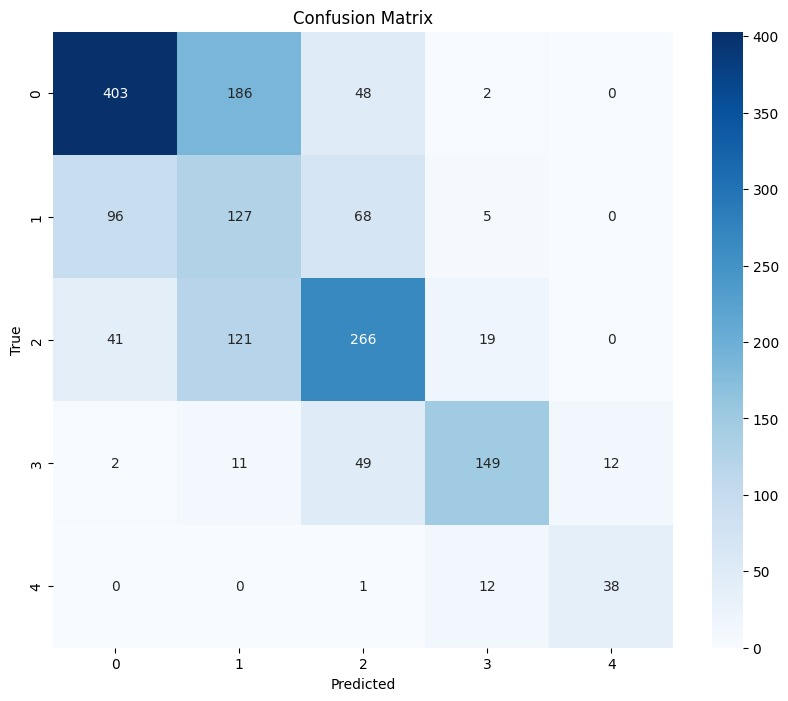 Confusion Matrix
0 403 186 48 2 0
1 96 127 68 5 0
2 41 121 266 19 0
3 2 11 49 149 12
4 0 0 1 12 38
0 1 2 3 4
True
Predicted
400
350
300
250
200
150
100
50
0